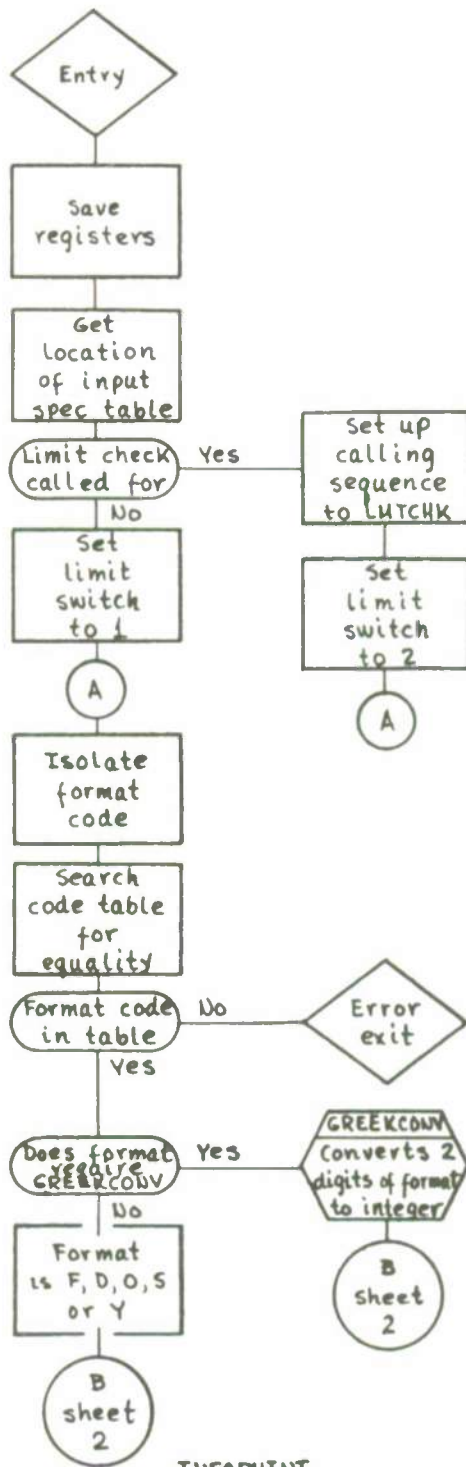 Entry
Save
registers
Get
location
of input
spec table
Limit check
called for
Yes
No
Set up
calling
sequence
to LMTCHK
Set
limit
switch
to 1
Set
limit
switch
to 2
A
A
Isolate
format
code
Search
code table
for
equality
Format code
in table
No
Yes
Error
exit
Does format
require
GREEKCONV
Yes
No
GREEKCONV
Converts 2
digits of format
to integer
Format
is F, D, O, S
or Y
B
sheet
2
B
sheet
2